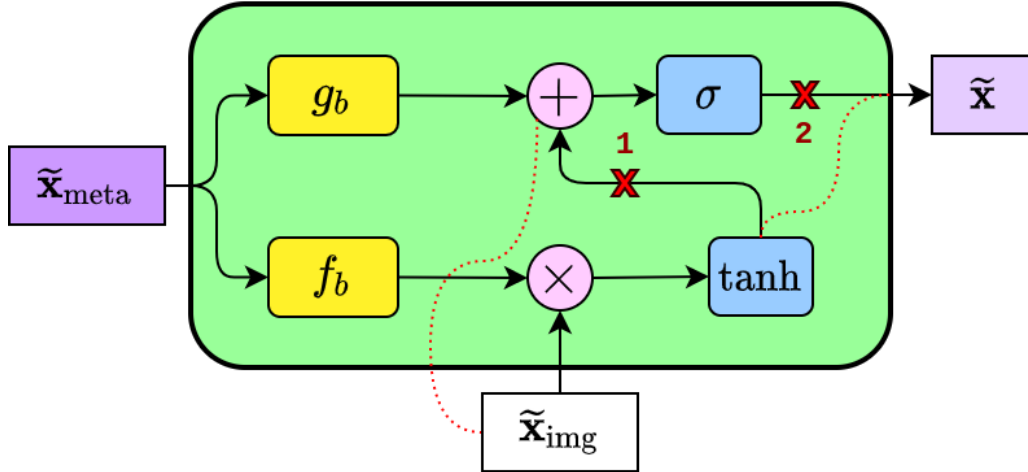 g_b
+
σ
X
2
x̃
1
X
x̃_meta
f_b
×
tanh
x̃_img